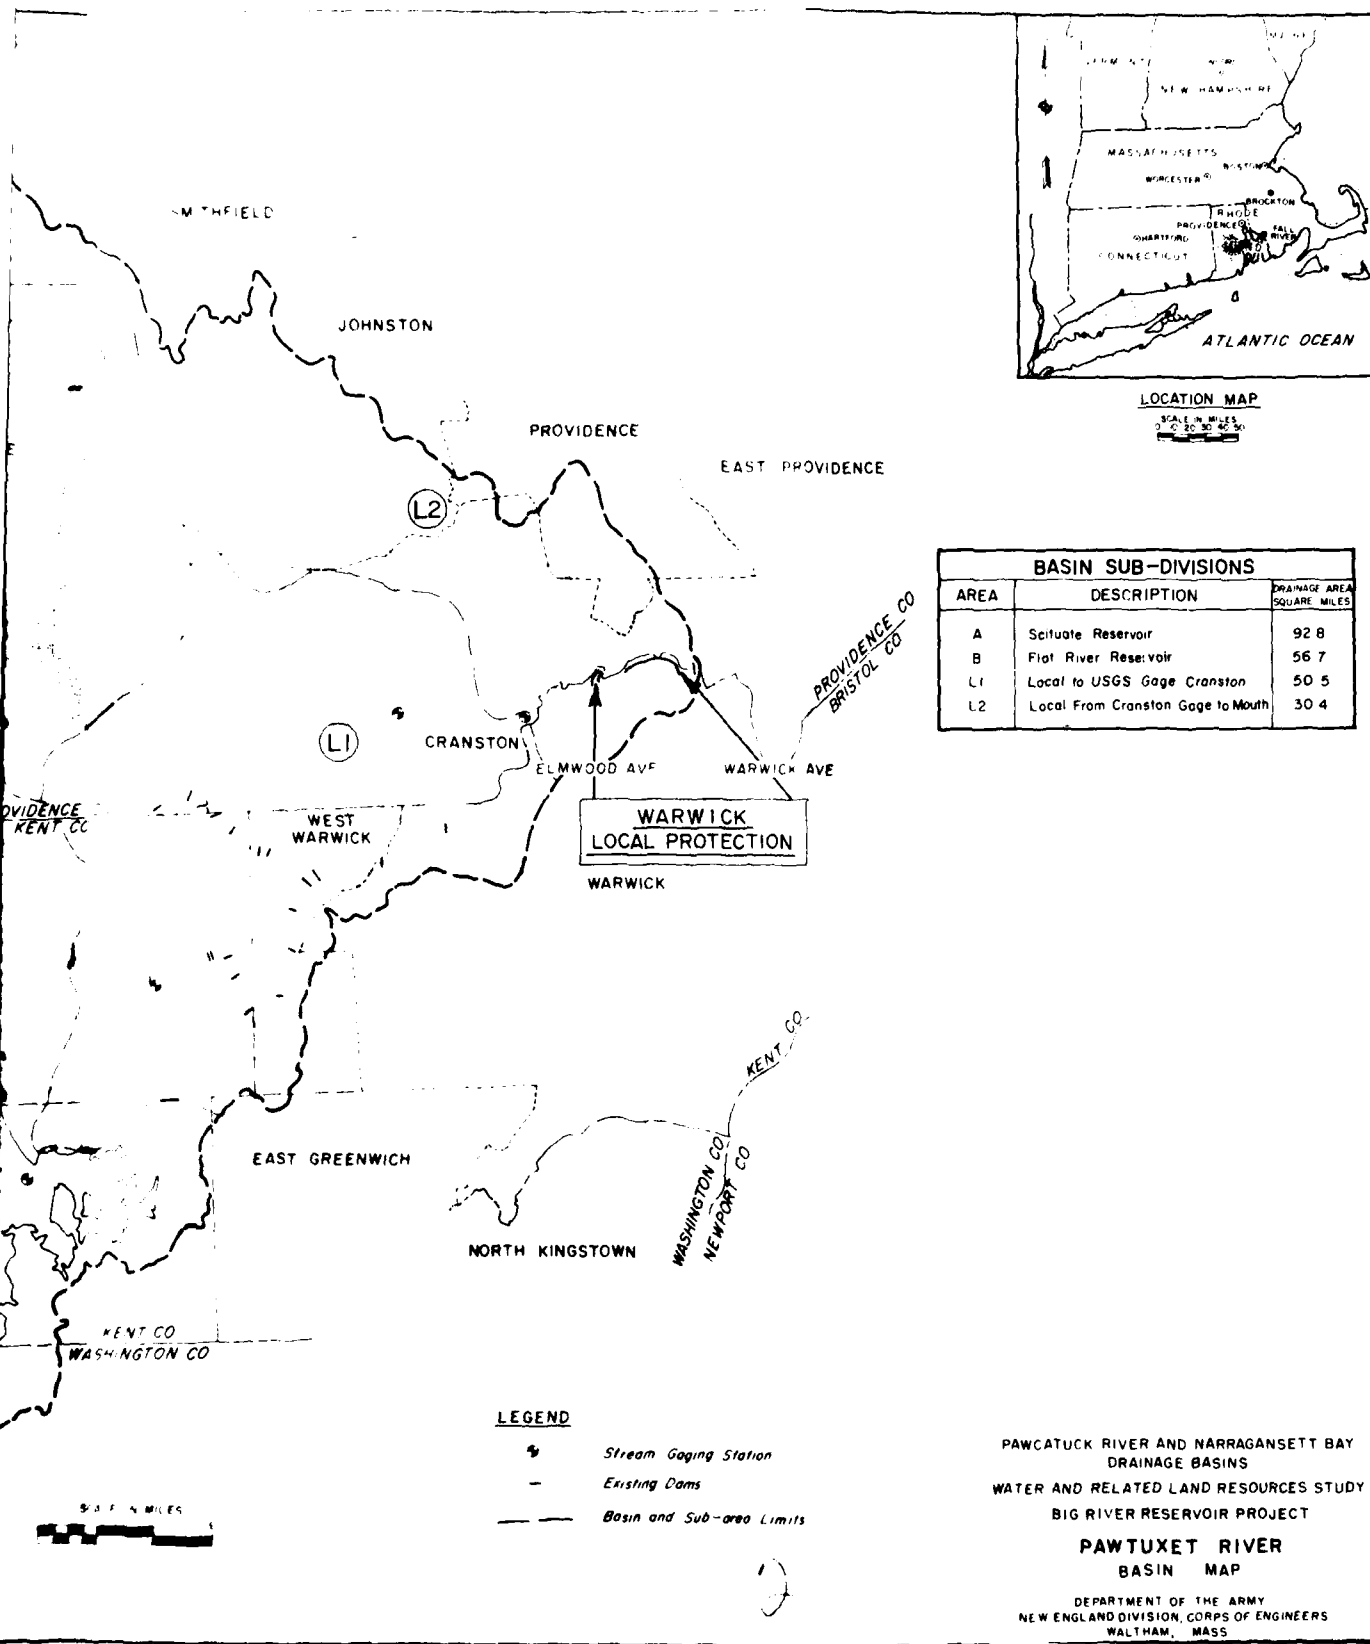 NEW HAMPSHIRE
MASSACHUSETTS
BOSTON
WORCESTER
BROCKTON
RHODE
PROVIDENCE
FALL
RIVER
HARTFORD
CONNECTICUT
ATLANTIC OCEAN
LOCATION MAP
SCALE IN MILES
SMITHFIELD
JOHNSTON
PROVIDENCE
EAST PROVIDENCE
L2
BASIN SUB-DIVISIONS
AREA DESCRIPTION DRAINAGE AREA SQUARE MILES
A Scituate Reservoir 92 8
B Flat River Reservoir 56 7
L1 Local to USGS Gage Cranston 50 5
L2 Local From Cranston Gage to Mouth 30 4
PROVIDENCE CO
BRISTOL CO
L1
CRANSTON
ELMWOOD AVE
WARWICK AVE
OVIDENCE
KENT CO
WEST
WARWICK
WARWICK
LOCAL PROTECTION
WARWICK
KENT CO.
EAST GREENWICH
WASHINGTON CO
NEWPORT CO
NORTH KINGSTOWN
KENT CO
WASHINGTON CO
LEGEND
Stream Gaging Station
Existing Dams
Basin and Sub-area Limits
SCALE IN MILES
PAWCATUCK RIVER AND NARRAGANSETT BAY
DRAINAGE BASINS
WATER AND RELATED LAND RESOURCES STUDY
BIG RIVER RESERVOIR PROJECT
PAWTUXET RIVER
BASIN MAP
DEPARTMENT OF THE ARMY
NEW ENGLAND DIVISION, CORPS OF ENGINEERS
WALTHAM, MASS